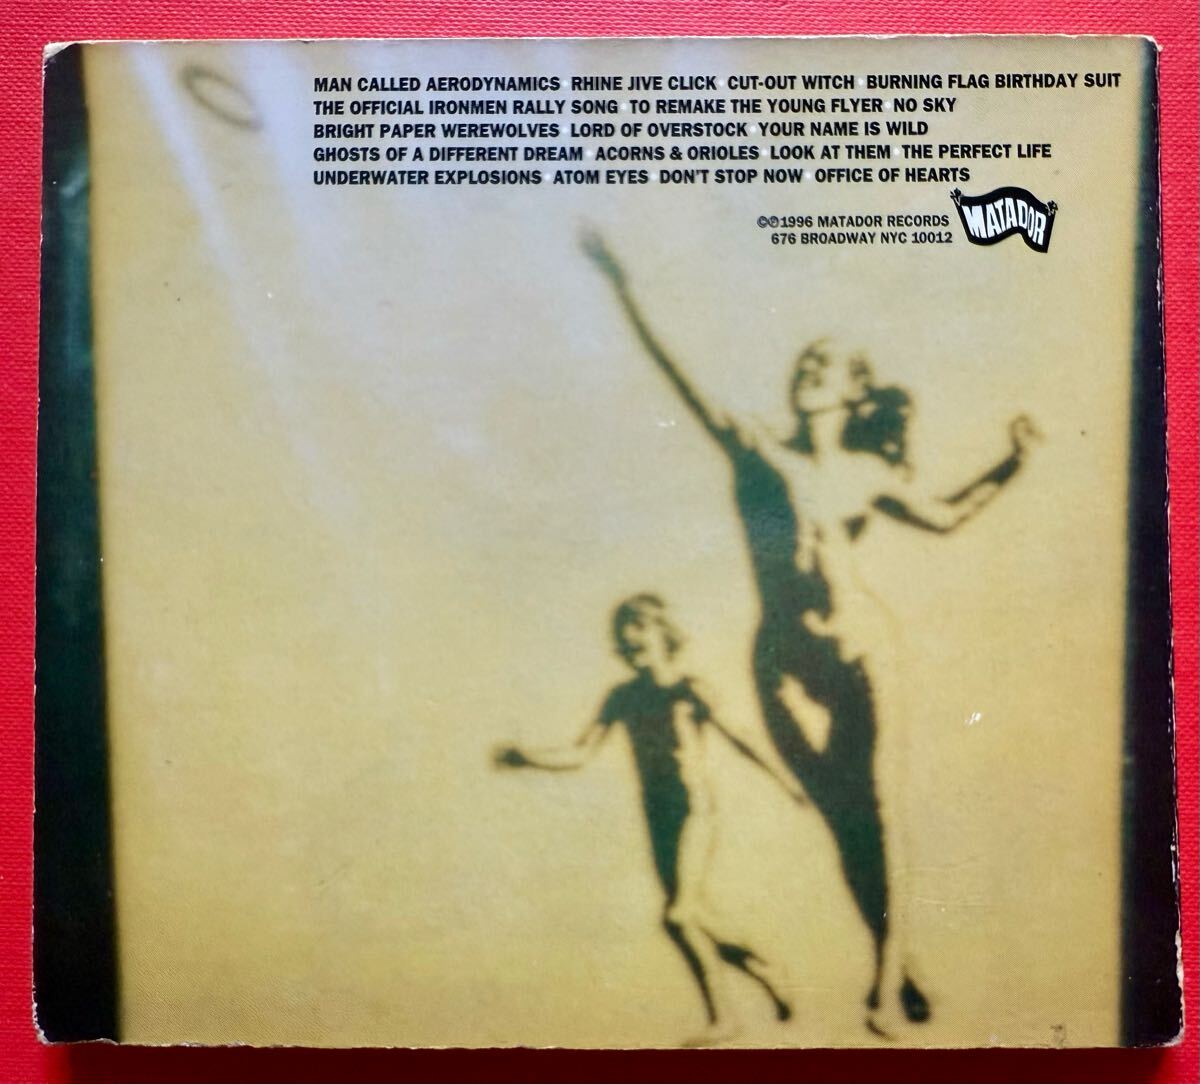 MAN CALLED AERODYNAMICS · RHINE JIVE CLICK · CUT-OUT WITCH · BURNING FLAG BIRTHDAY SUIT
THE OFFICIAL IRONMEN RALLY SONG · TO REMAKE THE YOUNG FLYER · NO SKY
BRIGHT PAPER WEREWOLVES · LORD OF OVERSTOCK · YOUR NAME IS WILD
GHOSTS OF A DIFFERENT DREAM · ACORNS & ORIOLES · LOOK AT THEM · THE PERFECT LIFE
UNDERWATER EXPLOSIONS · ATOM EYES · DON'T STOP NOW · OFFICE OF HEARTS
©℗1996 MATADOR RECORDS
676 BROADWAY NYC 10012
MATADOR